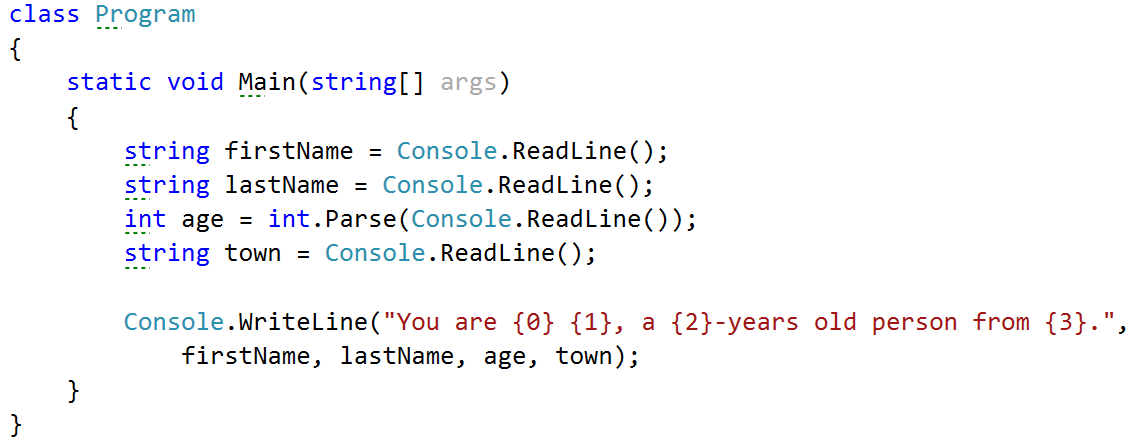 class Program
{
    static void Main(string[] args)
    {
        string firstName = Console.ReadLine();
        string lastName = Console.ReadLine();
        int age = int.Parse(Console.ReadLine());
        string town = Console.ReadLine();

        Console.WriteLine("You are {0} {1}, a {2}-years old person from {3}.",
            firstName, lastName, age, town);
    }
}